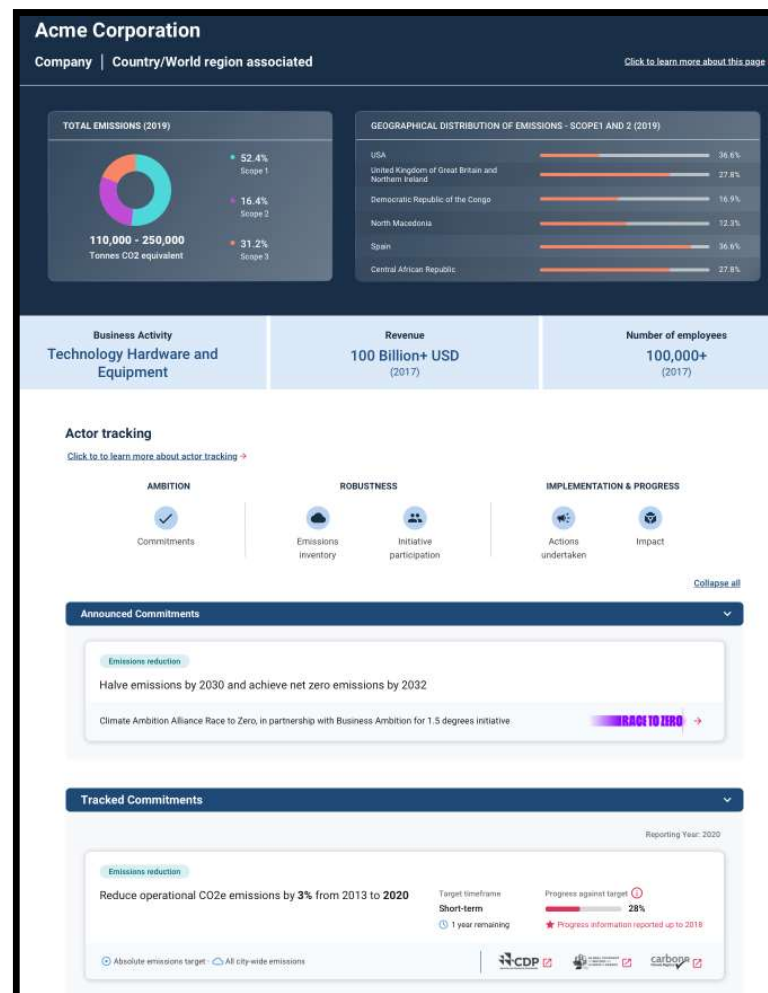 Acme Corporation
Company | Country/World region associated
Click to learn more about this page
TOTAL EMISSIONS (2019)
52.4%
Scope 1
16.4%
Scope 2
31.2%
Scope 3
110,000 - 250,000
Tonnes CO2 equivalent
GEOGRAPHICAL DISTRIBUTION OF EMISSIONS - SCOPE1 AND 2 (2019)
USA 36.6%
United Kingdom of Great Britain and
Northern Ireland 27.8%
Democratic Republic of the Congo 16.9%
North Macedonia 12.3%
Spain 36.6%
Central African Republic 27.8%
Business Activity
Technology Hardware and
Equipment
Revenue
100 Billion+ USD
(2017)
Number of employees
100,000+
(2017)
Actor tracking
Click to to learn more about actor tracking →
AMBITION
Commitments
ROBUSTNESS
Emissions
inventory
Initiative
participation
IMPLEMENTATION & PROGRESS
Actions
undertaken
Impact
Collapse all
Announced Commitments
Emissions reduction
Halve emissions by 2030 and achieve net zero emissions by 2032
Climate Ambition Alliance Race to Zero, in partnership with Business Ambition for 1.5 degrees initiative
RACE TO ZERO →
Tracked Commitments
Reporting Year: 2020
Emissions reduction
Reduce operational CO2e emissions by 3% from 2013 to 2020
Target timeframe
Short-term
1 year remaining
Progress against target
28%
Progress information reported up to 2018
Absolute emissions target · All city-wide emissions
CDP